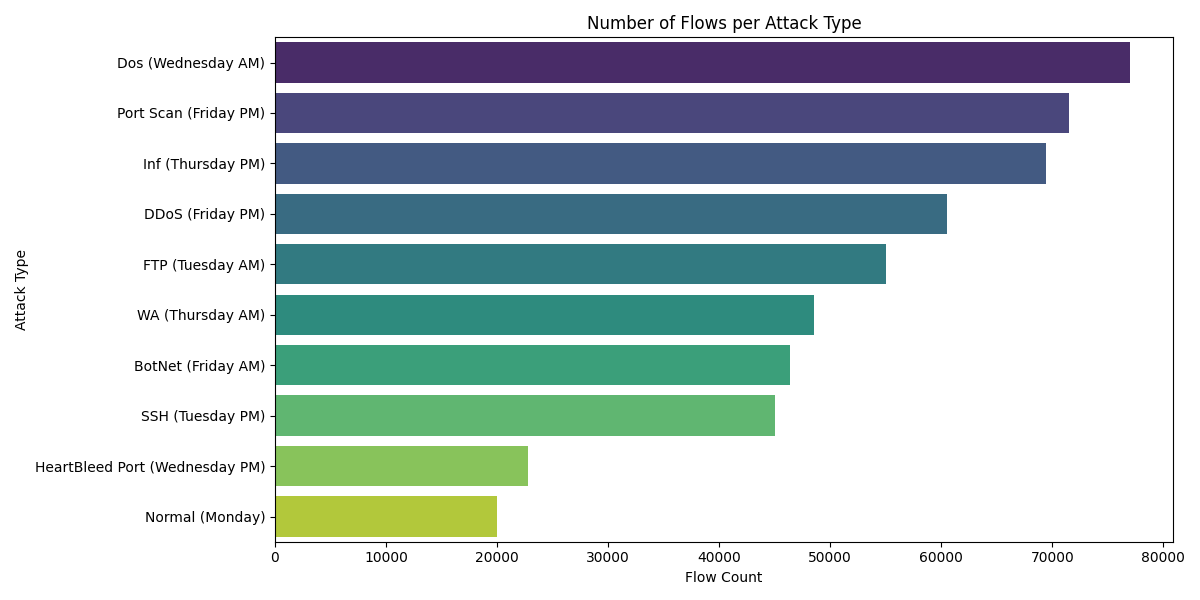 Number of Flows per Attack Type
Attack Type
Dos (Wednesday AM)
Port Scan (Friday PM)
Inf (Thursday PM)
DDoS (Friday PM)
FTP (Tuesday AM)
WA (Thursday AM)
BotNet (Friday AM)
SSH (Tuesday PM)
HeartBleed Port (Wednesday PM)
Normal (Monday)
0 10000 20000 30000 40000 50000 60000 70000 80000
Flow Count